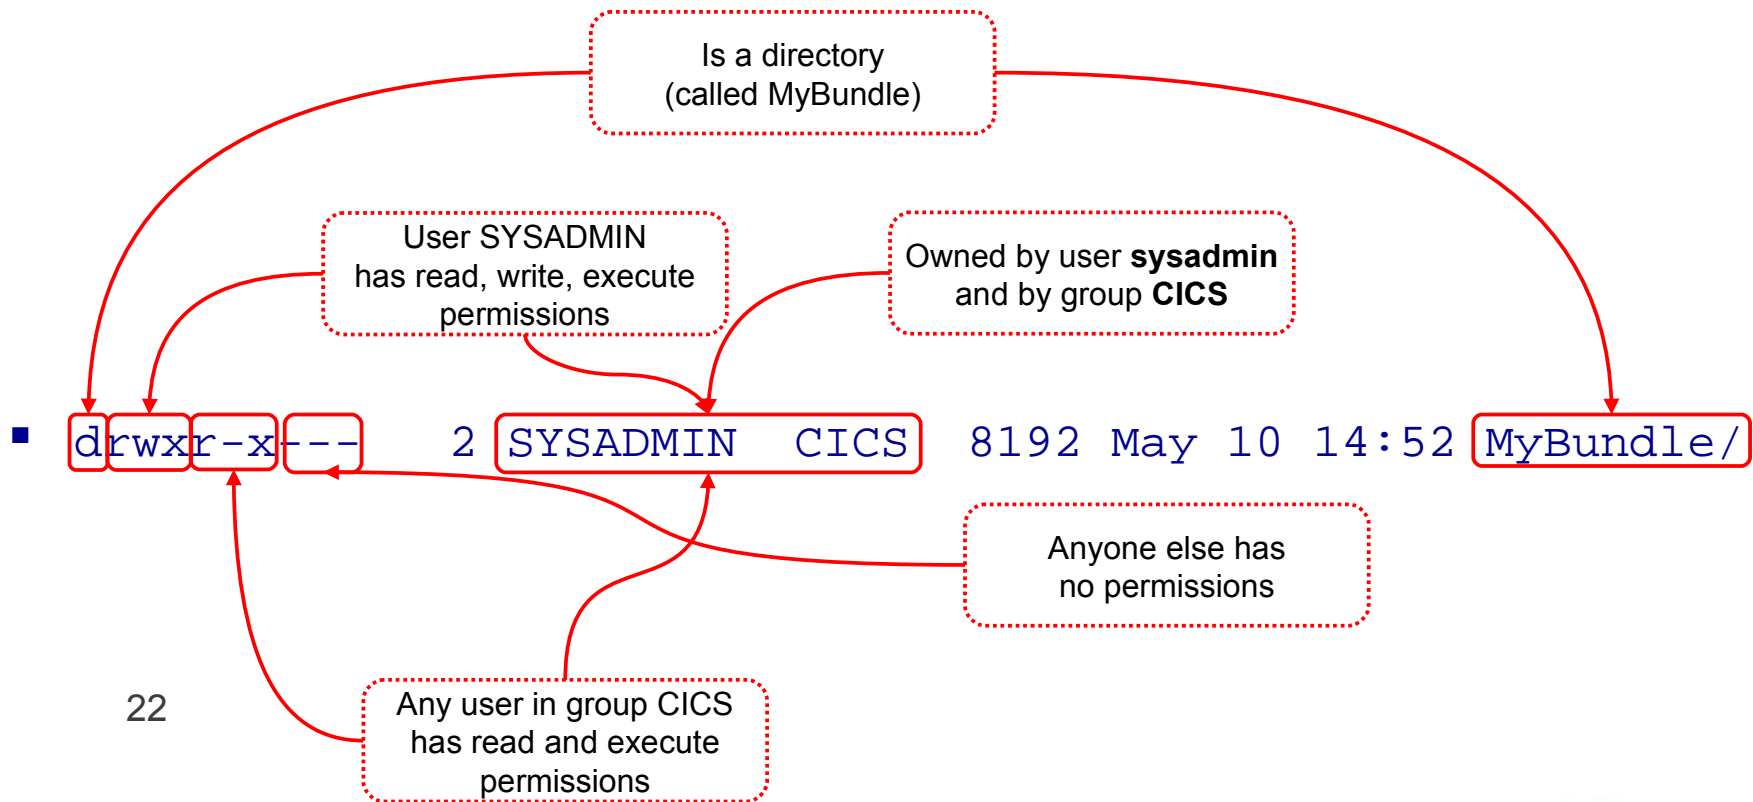 Is a directory
(called MyBundle)
User SYSADMIN
has read, write, execute
permissions
Owned by user sysadmin
and by group CICS
drwxr-x--- 2 SYSADMIN CICS 8192 May 10 14:52 MyBundle/
Anyone else has
no permissions
Any user in group CICS
has read and execute
permissions
22